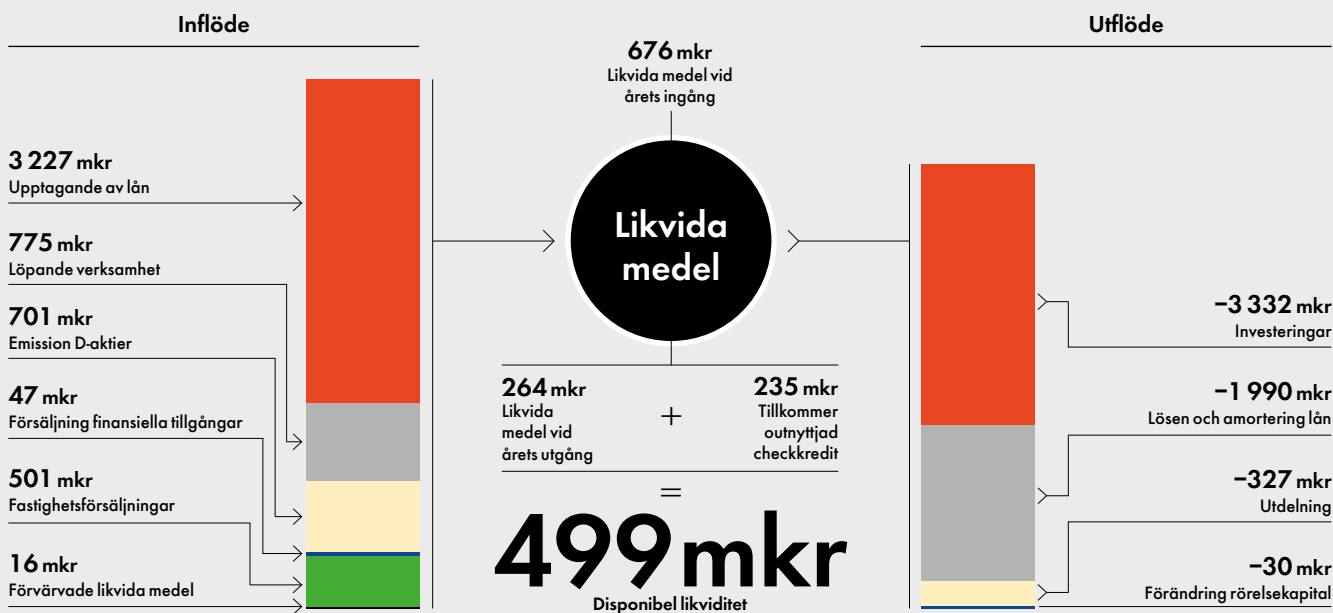 Inflöde
3 227 mkr
Upptagande av lån
775 mkr
Löpande verksamhet
701 mkr
Emission D-aktier
47 mkr
Försäljning finansiella tillgångar
501 mkr
Fastighetsförsäljningar
16 mkr
Förvärvade likvida medel
676 mkr
Likvida medel vid
årets ingång
Likvida
medel
264 mkr
Likvida
medel vid
årets utgång
+
235 mkr
Tillkommer
outnyttjad
checkkredit
=
499 mkr
Disponibel likviditet
Utflöde
−3 332 mkr
Investeringar
−1 990 mkr
Lösen och amortering lån
−327 mkr
Utdelning
−30 mkr
Förändring rörelsekapital